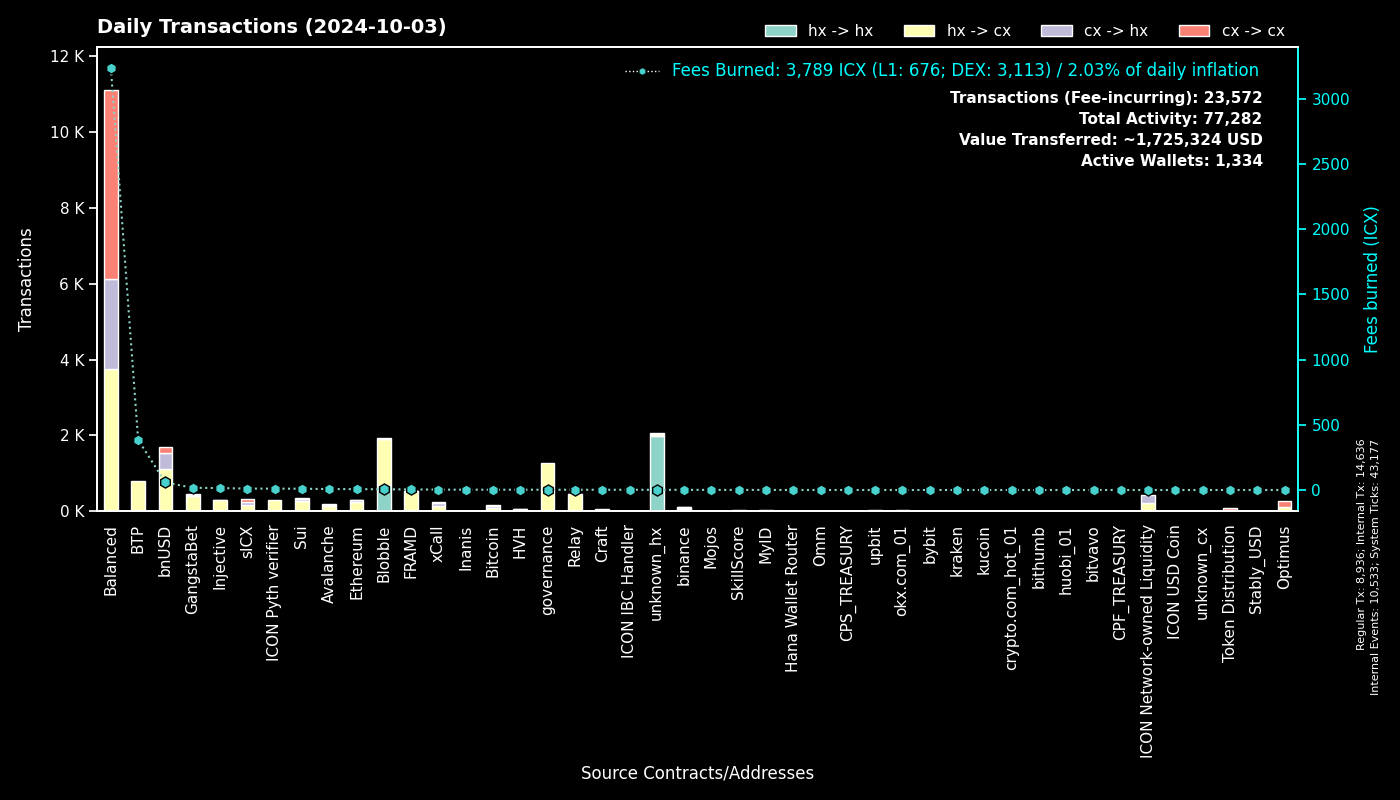 Daily Transactions (2024-10-03)
hx -> hx
hx -> cx
cx -> hx
cx -> cx
Fees Burned: 3,789 ICX (L1: 676; DEX: 3,113) / 2.03% of daily inflation
Transactions (Fee-incurring): 23,572
Total Activity: 77,282
Value Transferred: ~1,725,324 USD
Active Wallets: 1,334
Transactions
12 K
10 K
8 K
6 K
4 K
2 K
0 K
3000
2500
2000
1500
1000
500
0
Fees burned (ICX)
Regular Tx: 8,936; Internal Tx: 14,636
Internal Events: 10,533; System Ticks: 43,177
Balanced
BTP
bnUSD
GangstaBet
Injective
sICX
ICON Pyth verifier
Sui
Avalanche
Ethereum
Blobble
FRAMD
xCall
Inanis
Bitcoin
HVH
governance
Relay
Craft
ICON IBC Handler
unknown_hx
binance
Mojos
SkillScore
MyID
Hana Wallet Router
Omm
CPS_TREASURY
upbit
okx.com_01
bybit
kraken
kucoin
crypto.com_hot_01
bithumb
huobi_01
bitvavo
CPF_TREASURY
ICON Network-owned Liquidity
ICON USD Coin
unknown_cx
Token Distribution
Stably_USD
Optimus
Source Contracts/Addresses